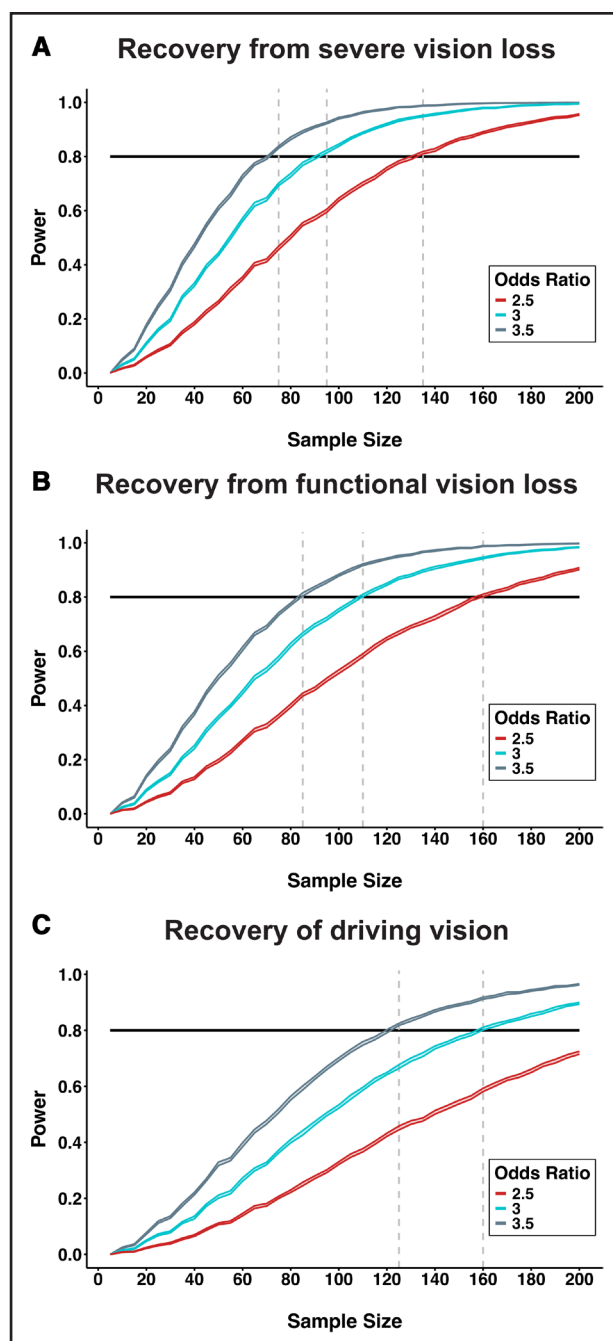 A
Recovery from severe vision loss
1.0
0.8
0.6
0.4
0.2
0.0
Power
0 20 40 60 80 100 120 140 160 180 200
Sample Size
Odds Ratio
2.5
3
3.5
B
Recovery from functional vision loss
1.0
0.8
0.6
0.4
0.2
0.0
Power
0 20 40 60 80 100 120 140 160 180 200
Sample Size
Odds Ratio
2.5
3
3.5
C
Recovery of driving vision
1.0
0.8
0.6
0.4
0.2
0.0
Power
0 20 40 60 80 100 120 140 160 180 200
Sample Size
Odds Ratio
2.5
3
3.5